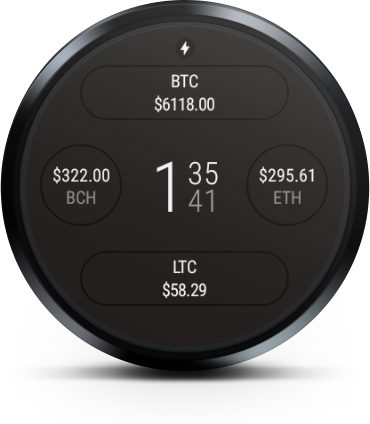 BTC
$6118.00
$322.00
BCH
1 35
41
$295.61
ETH
LTC
$58.29